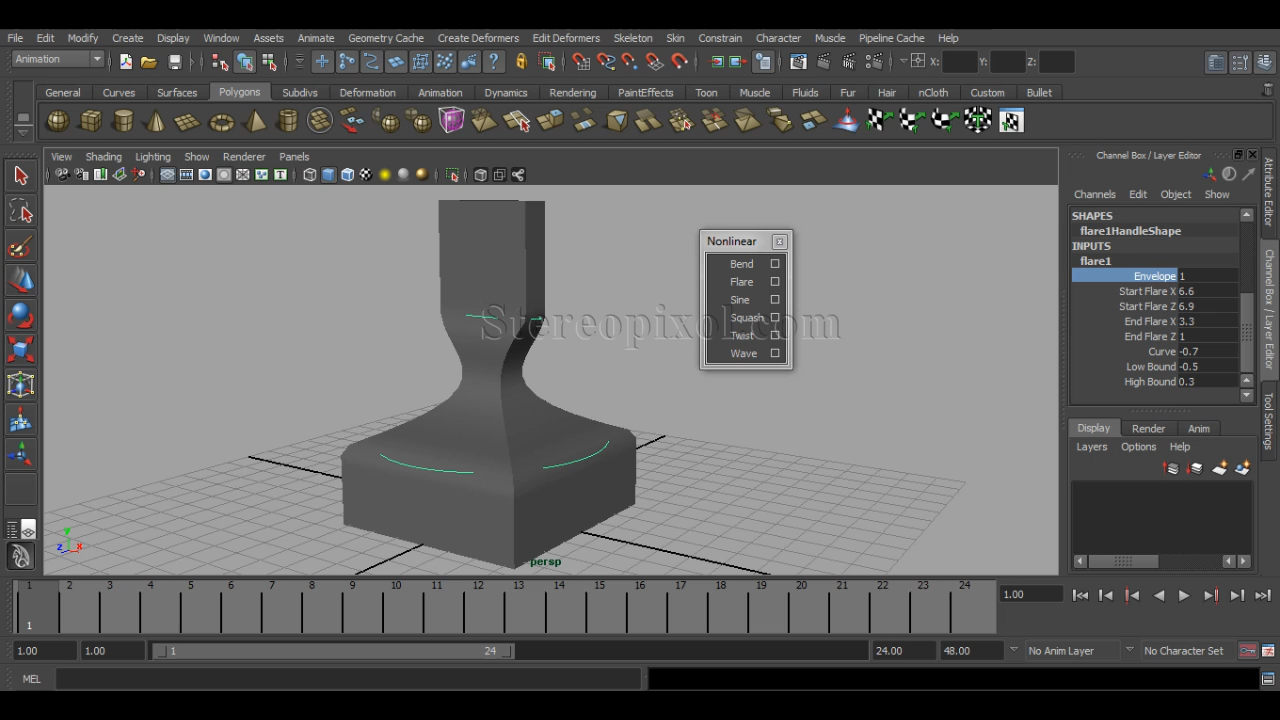 File Edit Modify Create Display Window Assets Animate Geometry Cache Create Deformers Edit Deformers Skeleton Skin Constrain Character Muscle Pipeline Cache Help
Animation X: Y: Z:
General Curves Surfaces Polygons Subdivs Deformation Animation Dynamics Rendering PaintEffects Toon Muscle Fluids Fur Hair nCloth Custom Bullet
View Shading Lighting Show Renderer Panels
Channel Box / Layer Editor
Channels Edit Object Show
SHAPES
flare1HandleShape
INPUTS
flare1
Envelope 1
Start Flare X 6.6
Start Flare Z 6.9
End Flare X 3.3
End Flare Z 1
Curve -0.7
Low Bound -0.5
High Bound 0.3
Display Render Anim
Layers Options Help
Attribute Editor
Channel Box / Layer Editor
Tool Settings
Nonlinear
Bend
Flare
Sine
Squash
Twist
Wave
Stereopixol.com
y
z x
persp
1 2 3 4 5 6 7 8 9 10 11 12 13 14 15 16 17 18 19 20 21 22 23 24
1
1.00
1.00 1.00 1 24 24.00 48.00 No Anim Layer No Character Set
MEL